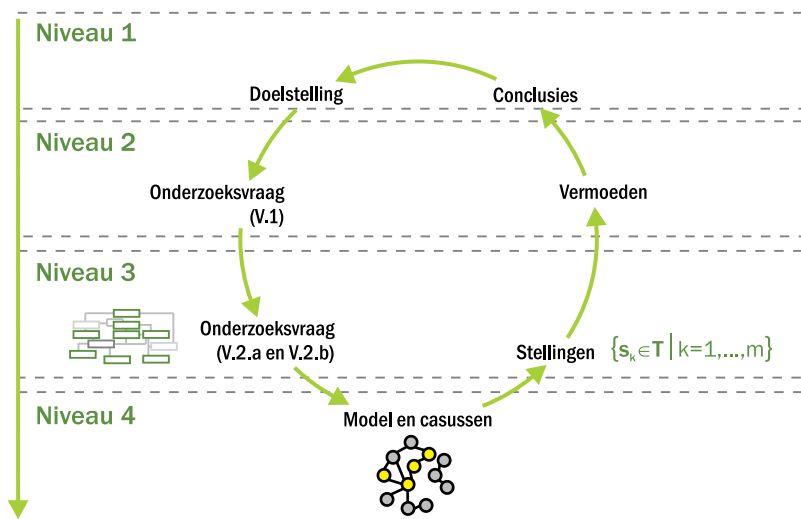 Niveau 1
Doelstelling
Conclusies
Niveau 2
Onderzoeksvraag
(V.1)
Vermoeden
Niveau 3
Onderzoeksvraag
(V.2.a en V.2.b)
Stellingen
{sₖ∈T|k=1,...,m}
Niveau 4
Model en casussen